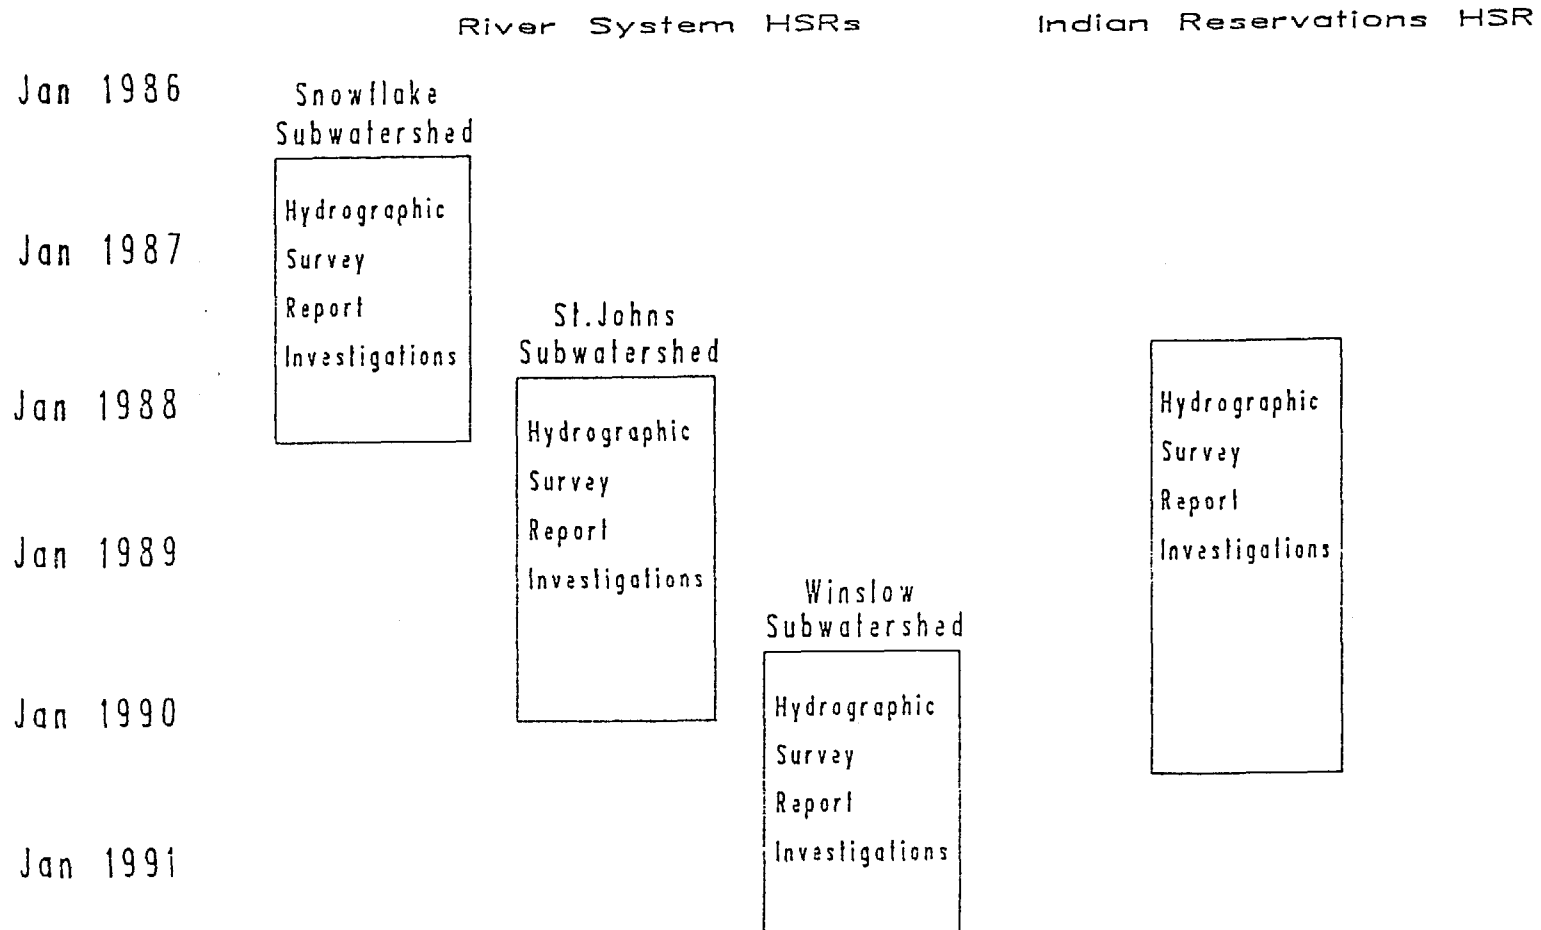 River System HSRs
Indian Reservations HSR
Jan 1986
Snowflake
Subwatershed
Hydrographic
Survey
Report
Investigations
Jan 1987
St.Johns
Subwatershed
Hydrographic
Survey
Report
Investigations
Jan 1988
Hydrographic
Survey
Report
Investigations
Jan 1989
Winslow
Subwatershed
Hydrographic
Survey
Report
Investigations
Jan 1990
Jan 1991